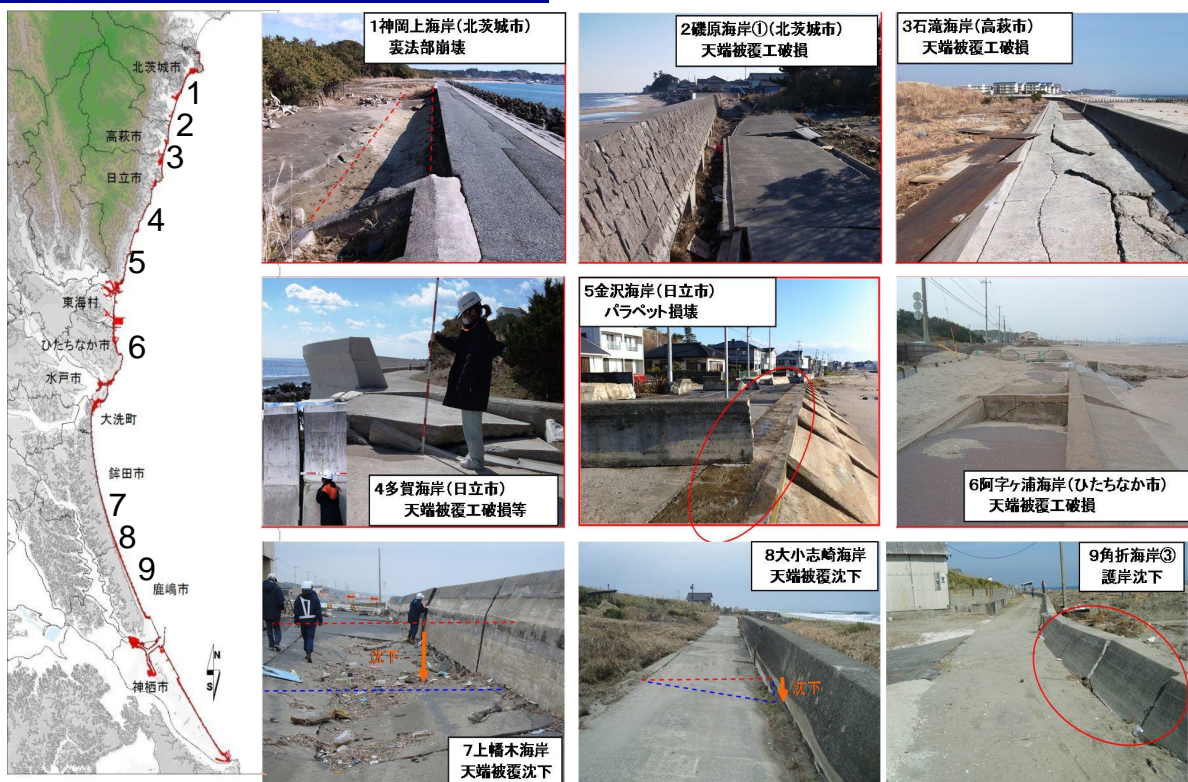 北茨城市
1
2
高萩市
3
日立市
4
5
東海村
ひたちなか市
6
水戸市
大洗町
鉾田市
7
8
9
鹿嶋市
N
S
神栖市
1神岡上海岸(北茨城市)
裏法部崩壊
2磯原海岸①(北茨城市)
天端被覆工破損
3石滝海岸(高萩市)
天端被覆工破損
4多賀海岸(日立市)
天端被覆工破損等
5金沢海岸(日立市)
パラペット損壊
6阿字ヶ浦海岸(ひたちなか市)
天端被覆工破損
沈下
7上幡木海岸
天端被覆沈下
8大小志崎海岸
天端被覆沈下
沈下
9角折海岸③
護岸沈下